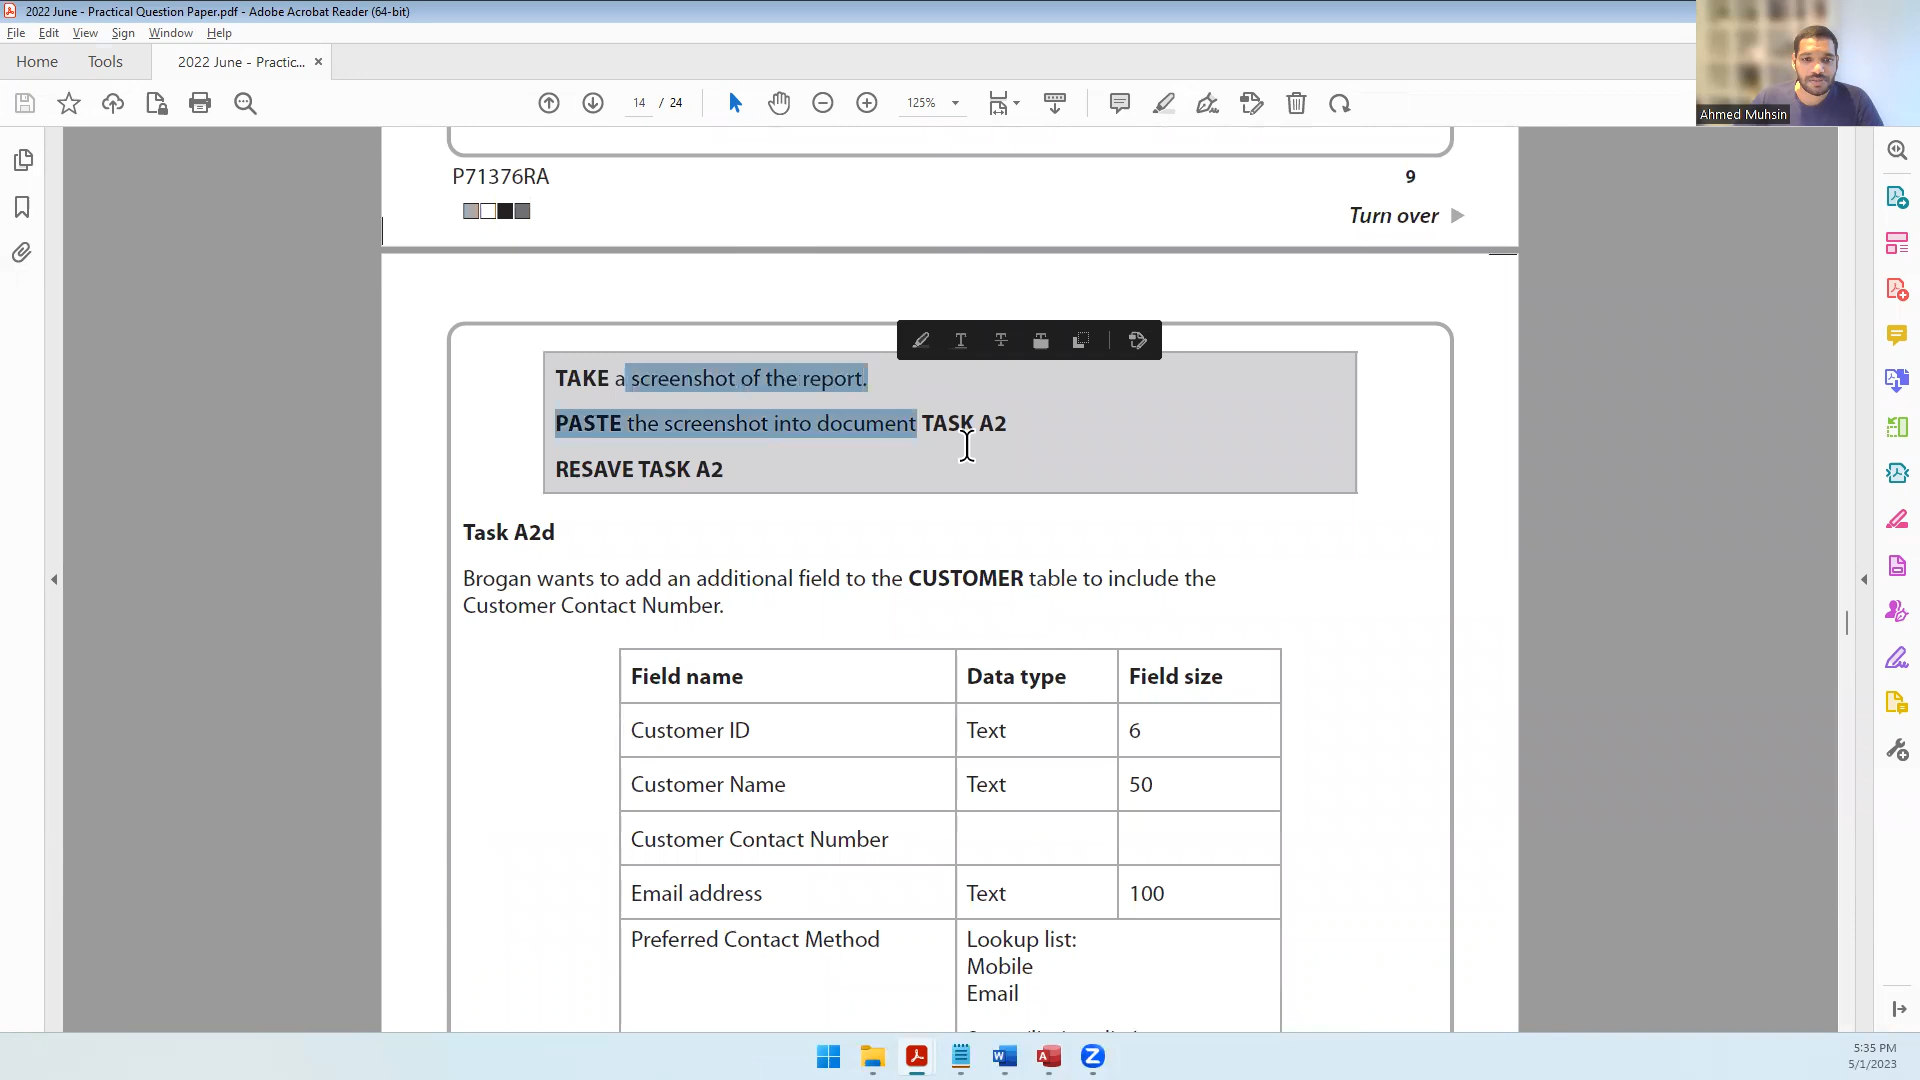 2022 June - Practical Question Paper.pdf - Adobe Acrobat Reader (64-bit)
File Edit View Sign Window Help
Home Tools 2022 June - Practic... ×
14 / 24 125%
Ahmed Muhsin
P71376RA 9
Turn over
TAKE a screenshot of the report.
PASTE the screenshot into document TASK A2
RESAVE TASK A2
Task A2d
Brogan wants to add an additional field to the CUSTOMER table to include the
Customer Contact Number.
Field name Data type Field size
Customer ID Text 6
Customer Name Text 50
Customer Contact Number
Email address Text 100
Preferred Contact Method Lookup list:
Mobile
Email
5:35 PM
5/1/2023